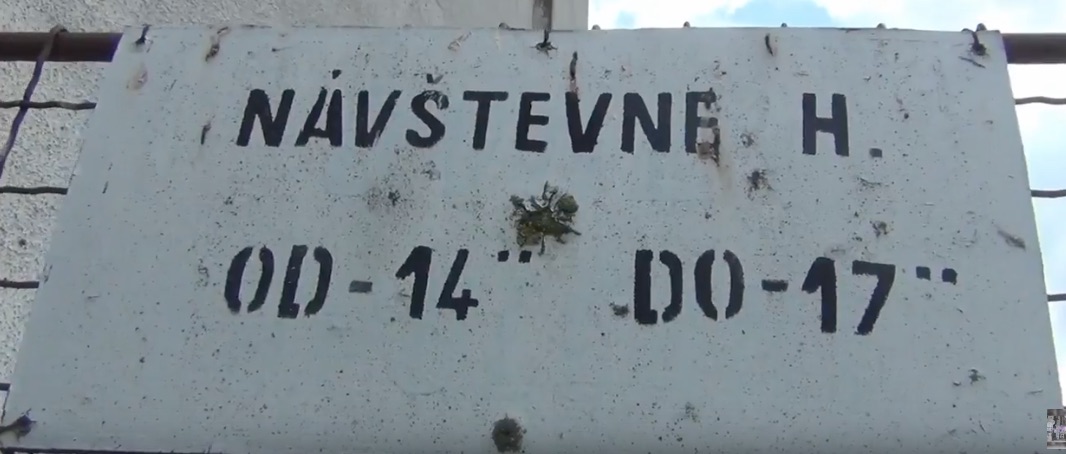 NÁVŠTEVNE H.
OD-14¨ DO-17¨